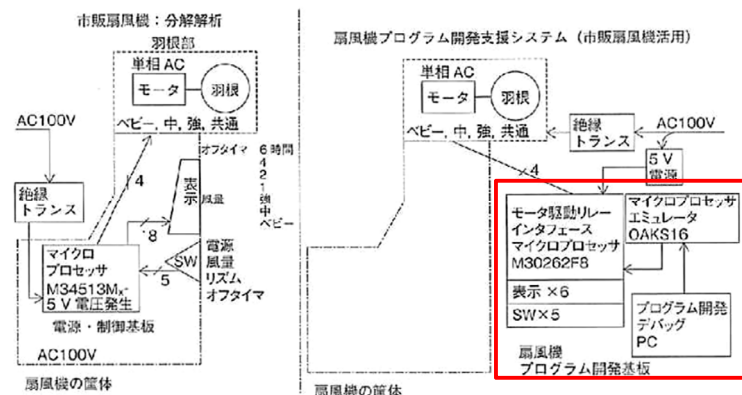 市販扇風機：分解解析
羽根部
単相 AC
モータ
羽根
ベビー, 中, 強, 共通
AC100V
絶縁
トランス
4
オフタイマ
6時間
4
2
1
表示
風量
強
中
ベビー
8
SW
5
電源
風量
リズム
オフタイマ
マイクロ
プロセッサ
M34513Mx-
5 V 電圧発生
電源・制御基板
AC100V
扇風機の筐体
扇風機プログラム開発支援システム（市販扇風機活用）
単相 AC
モータ
羽根
ベビー, 中, 強, 共通
絶縁
トランス
AC100V
5 V
電源
4
モータ駆動リレー
インタフェース
マイクロプロセッサ
M30262F8
表示 ×6
SW×5
マイクロプロセッサ
エミュレータ
OAKS16
プログラム開発
デバッグ
PC
扇風機
プログラム開発基板
扇風機の筐体